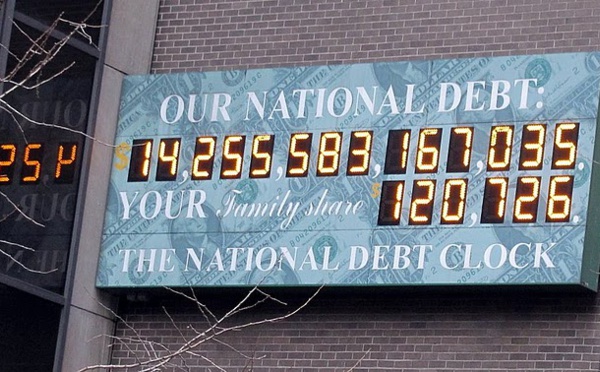 OUR NATIONAL DEBT:
$14,255,583,167,035.
YOUR Family share $120,726.
THE NATIONAL DEBT CLOCK